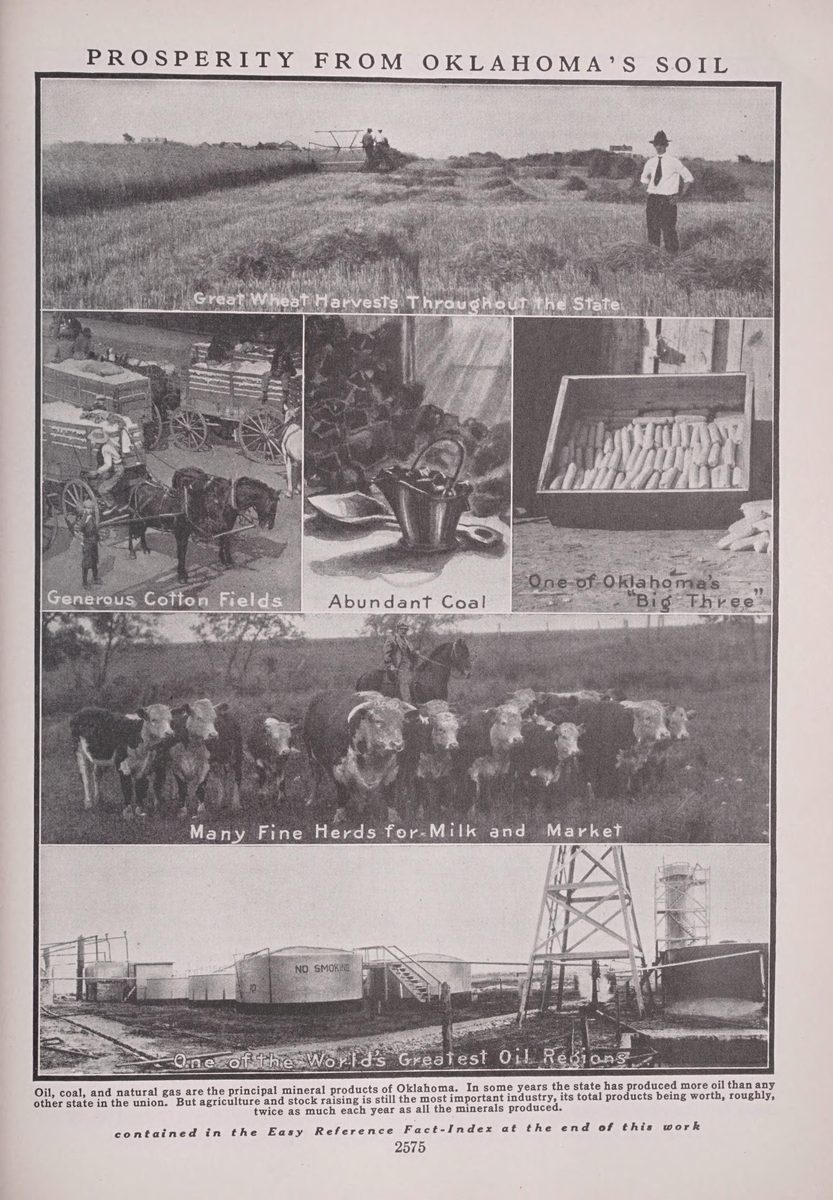 PROSPERITY FROM OKLAHOMA'S SOIL
Great Wheat Harvests Throughout the State
Generous Cotton Fields
Abundant Coal
One of Oklahoma's
"Big Three"
Many Fine Herds for Milk and Market
NO SMOKING
One of the World's Greatest Oil Regions
Oil, coal, and natural gas are the principal mineral products of Oklahoma. In some years the state has produced more oil than any
other state in the union. But agriculture and stock raising is still the most important industry, its total products being worth, roughly,
twice as much each year as all the minerals produced.
contained in the Easy Reference Fact-Index at the end of this work
2575